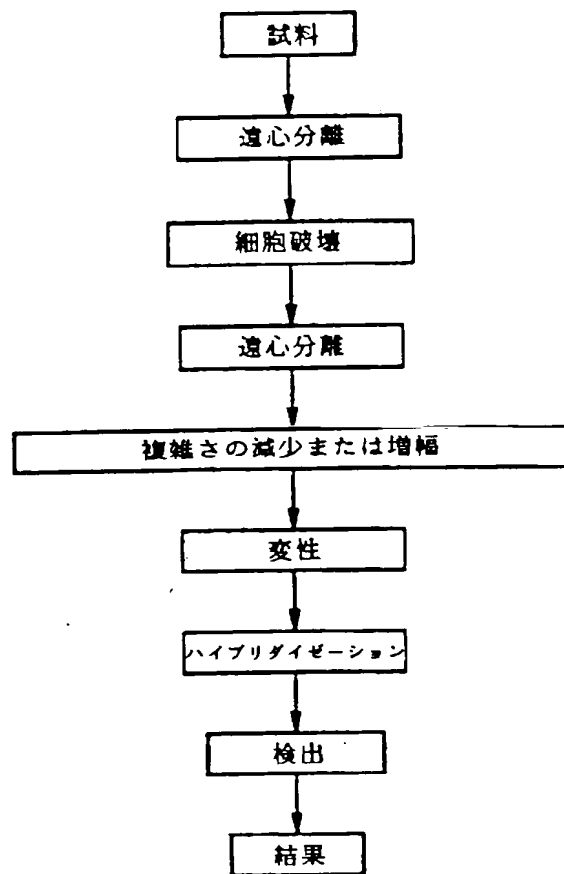 試料
遠心分離
細胞破壊
遠心分離
複雑さの減少または増幅
変性
ハイブリダイゼーション
検出
結果